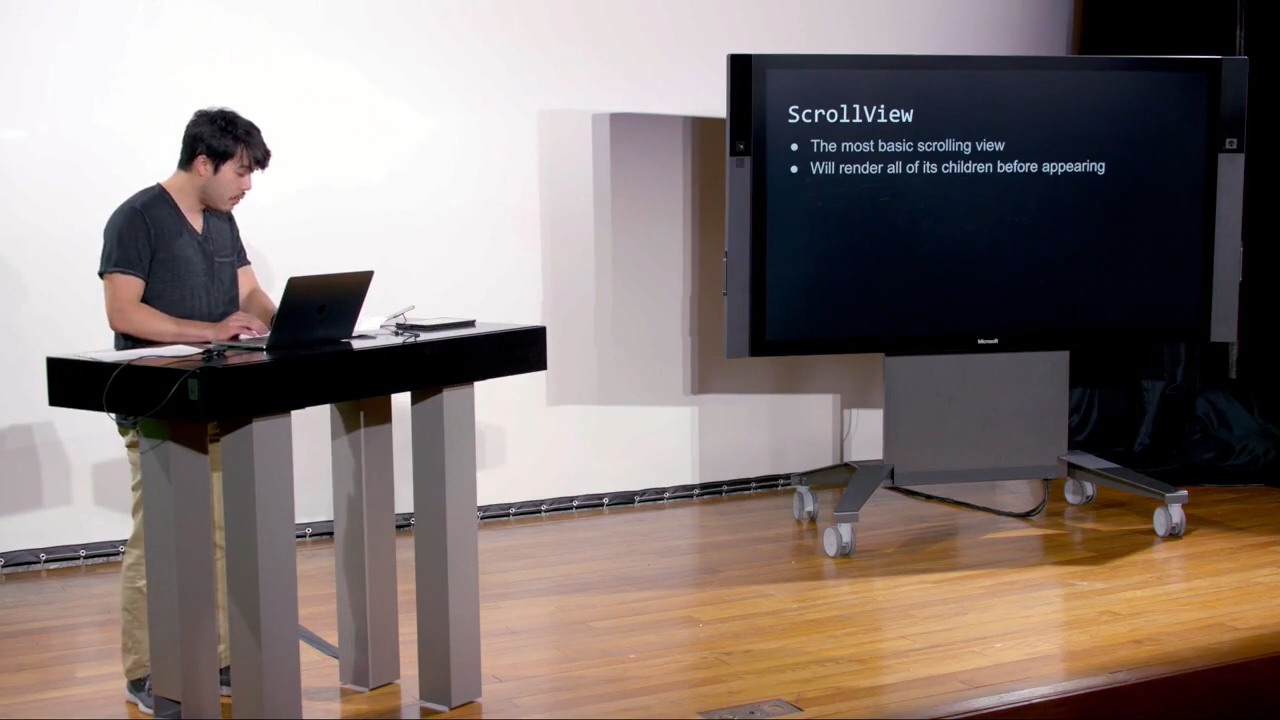 ScrollView
● The most basic scrolling view
● Will render all of its children before appearing
Microsoft